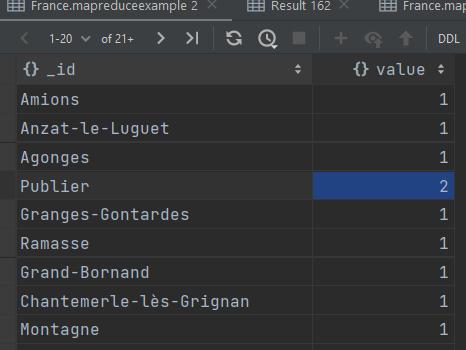 France.mapreduceexample 2 Result 162 France.map
1-20 of 21+ DDL
_id value
Amions 1
Anzat-le-Luguet 1
Agonges 1
Publier 2
Granges-Gontardes 1
Ramasse 1
Grand-Bornand 1
Chantemerle-lès-Grignan 1
Montagne 1